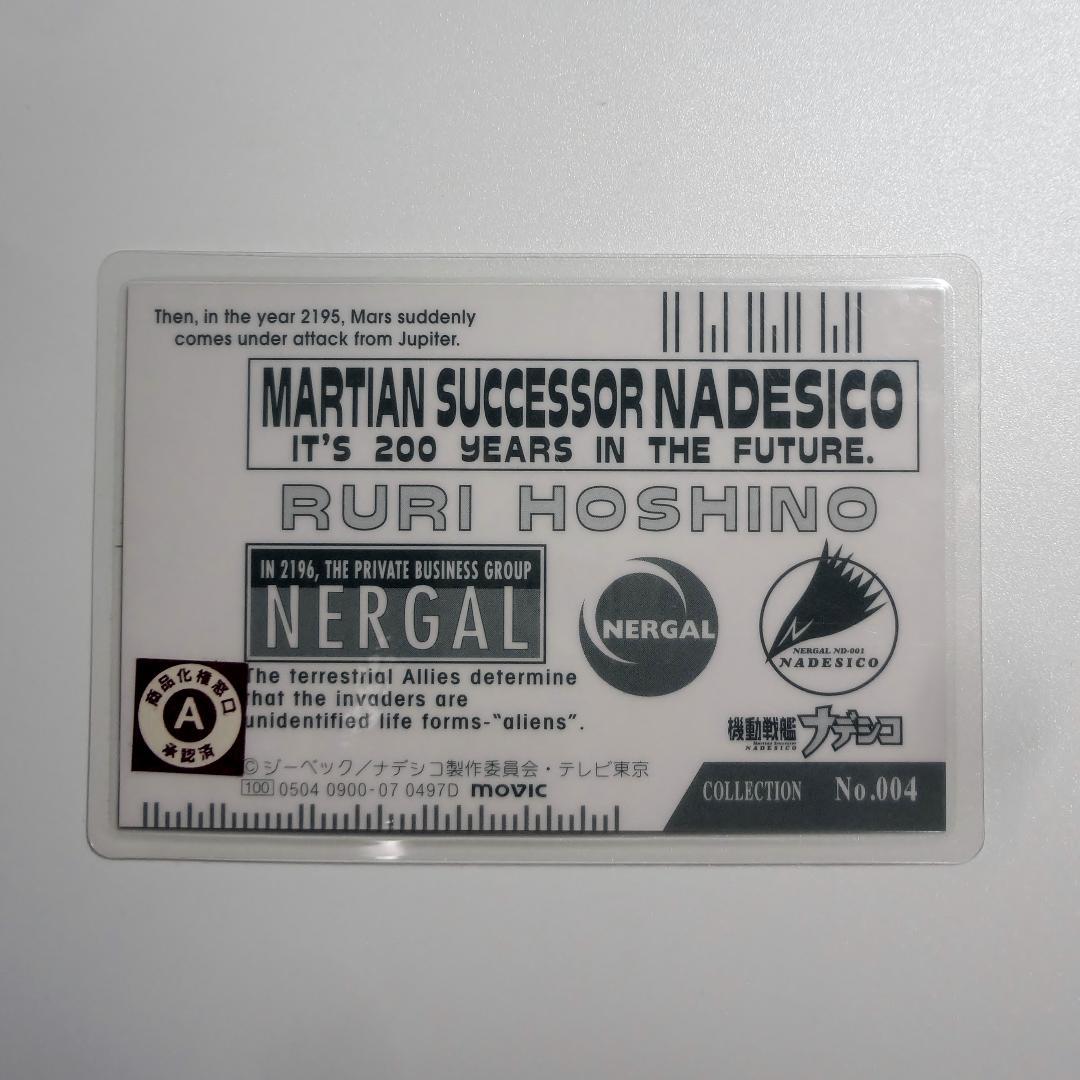 Then, in the year 2195, Mars suddenly
comes under attack from Jupiter.
MARTIAN SUCCESSOR NADESICO
IT'S 200 YEARS IN THE FUTURE.
RURI HOSHINO
IN 2196, THE PRIVATE BUSINESS GROUP
NERGAL
NERGAL
NERGAL ND-001
NADESICO
The terrestrial Allies determine
that the invaders are
unidentified life forms-"aliens".
商品化権窓口
A
承認済
機動戦艦ナデシコ
MARTIAN SUCCESSOR
NADESICO
©ジーベック/ナデシコ製作委員会・テレビ東京
100 0504 0900-07 0497D movic
COLLECTION No.004